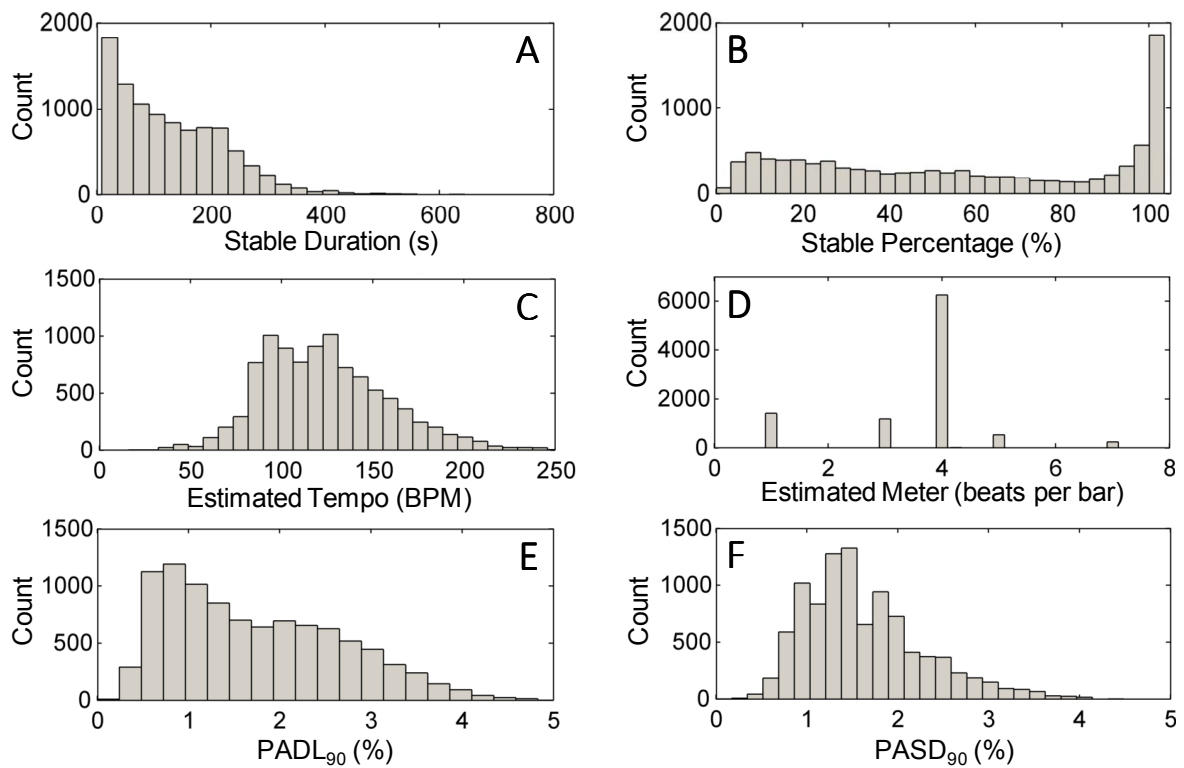 2000
1000
0
Count
A
0 200 400 600 800
Stable Duration (s)
2000
1000
0
Count
B
0 20 40 60 80 100
Stable Percentage (%)
1500
1000
500
0
Count
C
0 50 100 150 200 250
Estimated Tempo (BPM)
6000
4000
2000
0
Count
D
0 2 4 6 8
Estimated Meter (beats per bar)
1500
1000
500
0
Count
E
0 1 2 3 4 5
PADL90 (%)
1500
1000
500
0
Count
F
0 1 2 3 4 5
PASD90 (%)